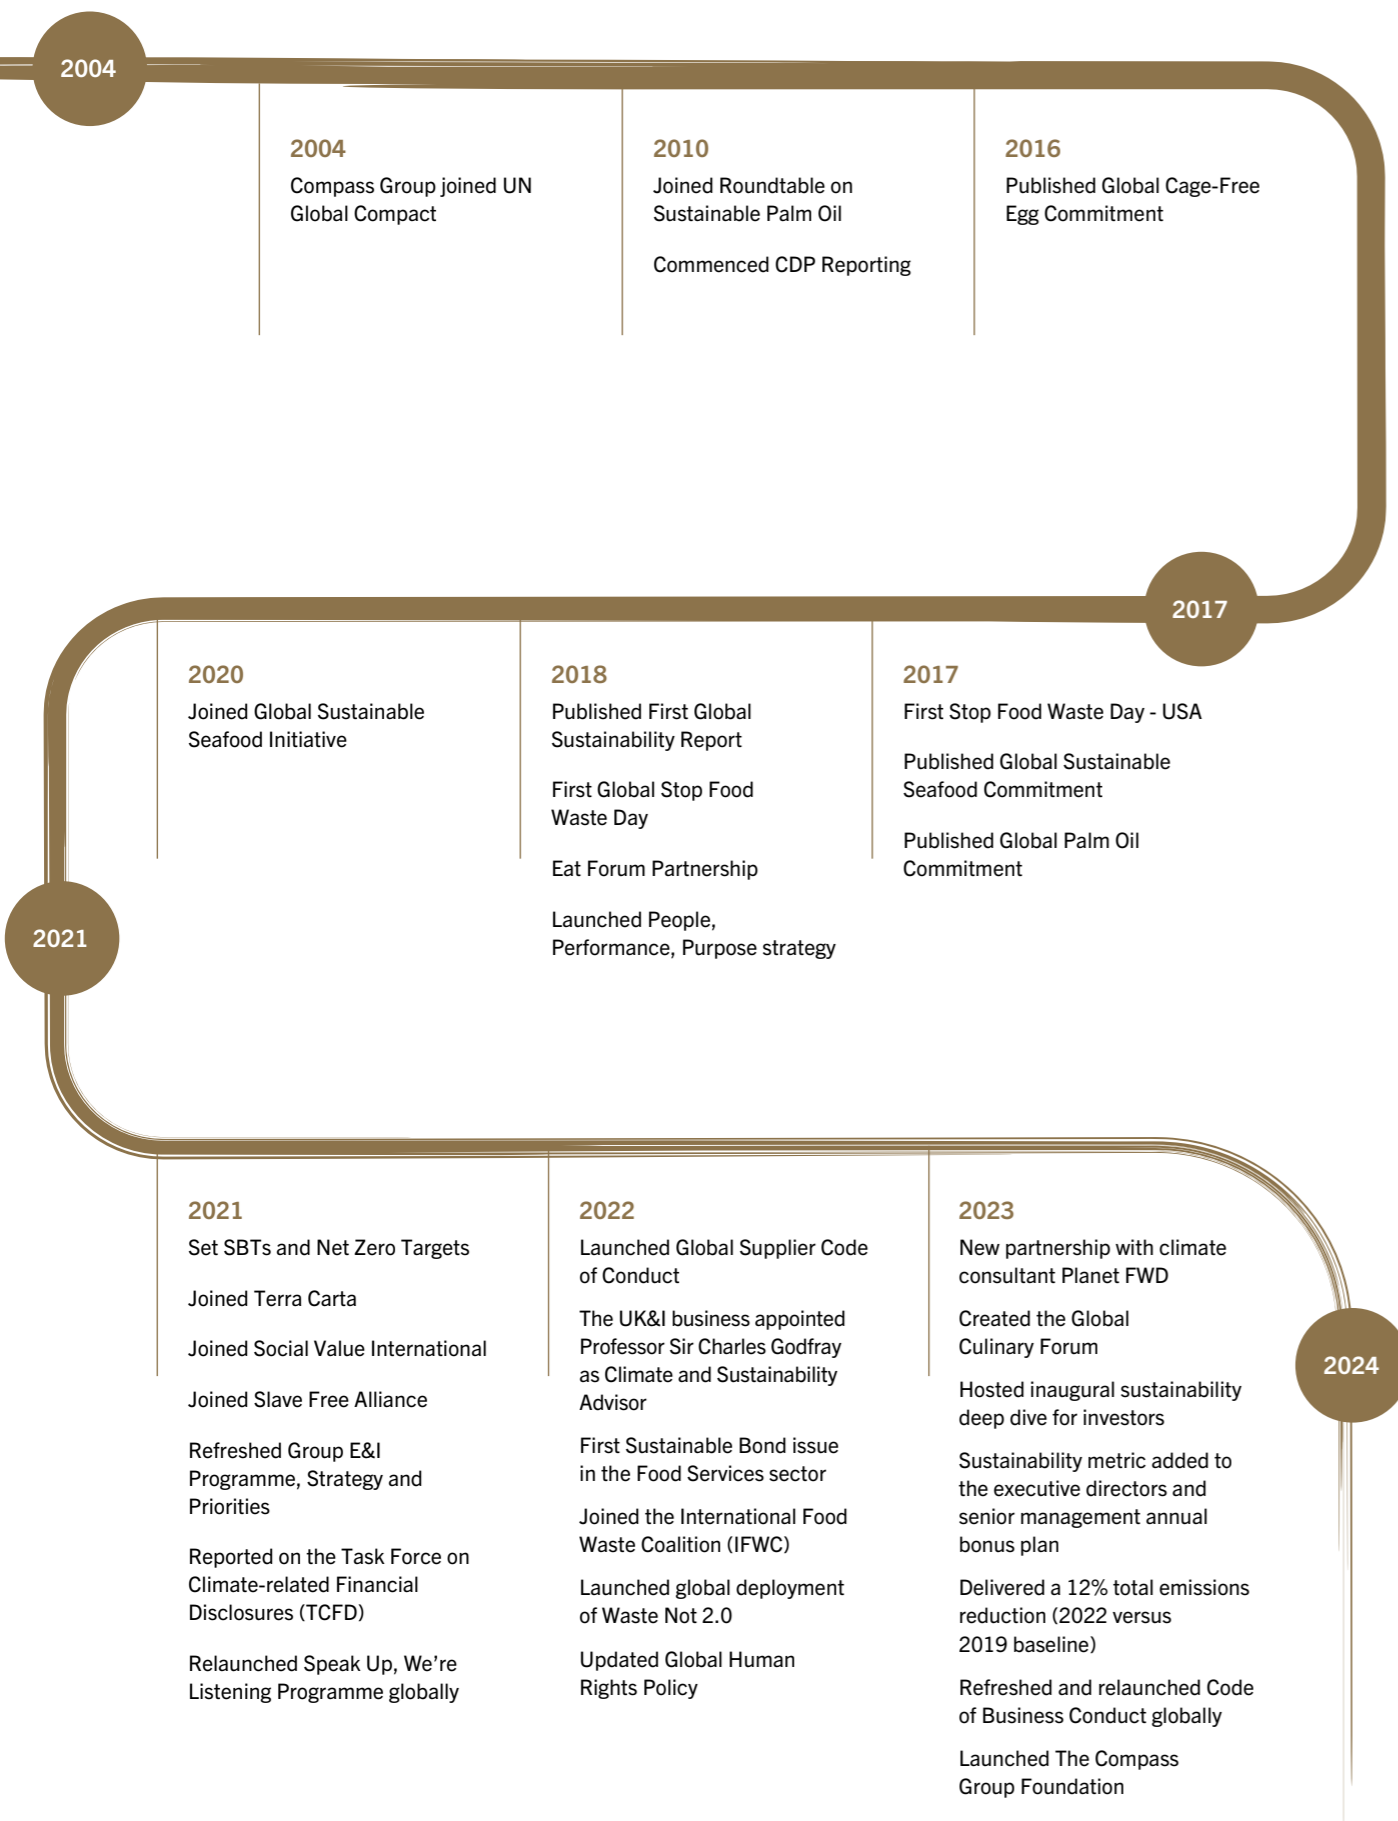 2004
2004
Compass Group joined UN
Global Compact
2010
Joined Roundtable on
Sustainable Palm Oil
Commenced CDP Reporting
2016
Published Global Cage-Free
Egg Commitment
2017
2017
First Stop Food Waste Day - USA
Published Global Sustainable
Seafood Commitment
Published Global Palm Oil
Commitment
2018
Published First Global
Sustainability Report
First Global Stop Food
Waste Day
Eat Forum Partnership
Launched People,
Performance, Purpose strategy
2020
Joined Global Sustainable
Seafood Initiative
2021
2021
Set SBTs and Net Zero Targets
Joined Terra Carta
Joined Social Value International
Joined Slave Free Alliance
Refreshed Group E&I
Programme, Strategy and
Priorities
Reported on the Task Force on
Climate-related Financial
Disclosures (TCFD)
Relaunched Speak Up, We're
Listening Programme globally
2022
Launched Global Supplier Code
of Conduct
The UK&I business appointed
Professor Sir Charles Godfray
as Climate and Sustainability
Advisor
First Sustainable Bond issue
in the Food Services sector
Joined the International Food
Waste Coalition (IFWC)
Launched global deployment
of Waste Not 2.0
Updated Global Human
Rights Policy
2023
New partnership with climate
consultant Planet FWD
Created the Global
Culinary Forum
Hosted inaugural sustainability
deep dive for investors
Sustainability metric added to
the executive directors and
senior management annual
bonus plan
Delivered a 12% total emissions
reduction (2022 versus
2019 baseline)
Refreshed and relaunched Code
of Business Conduct globally
Launched The Compass
Group Foundation
2024